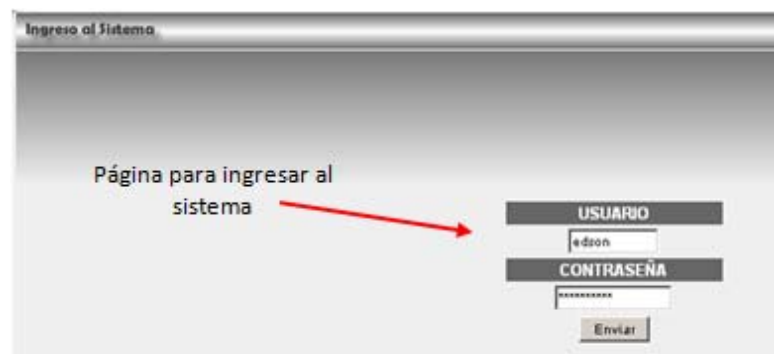 Ingreso al Sistema
Página para ingresar al
sistema
USUARIO
edson
CONTRASEÑA
**********
Enviar